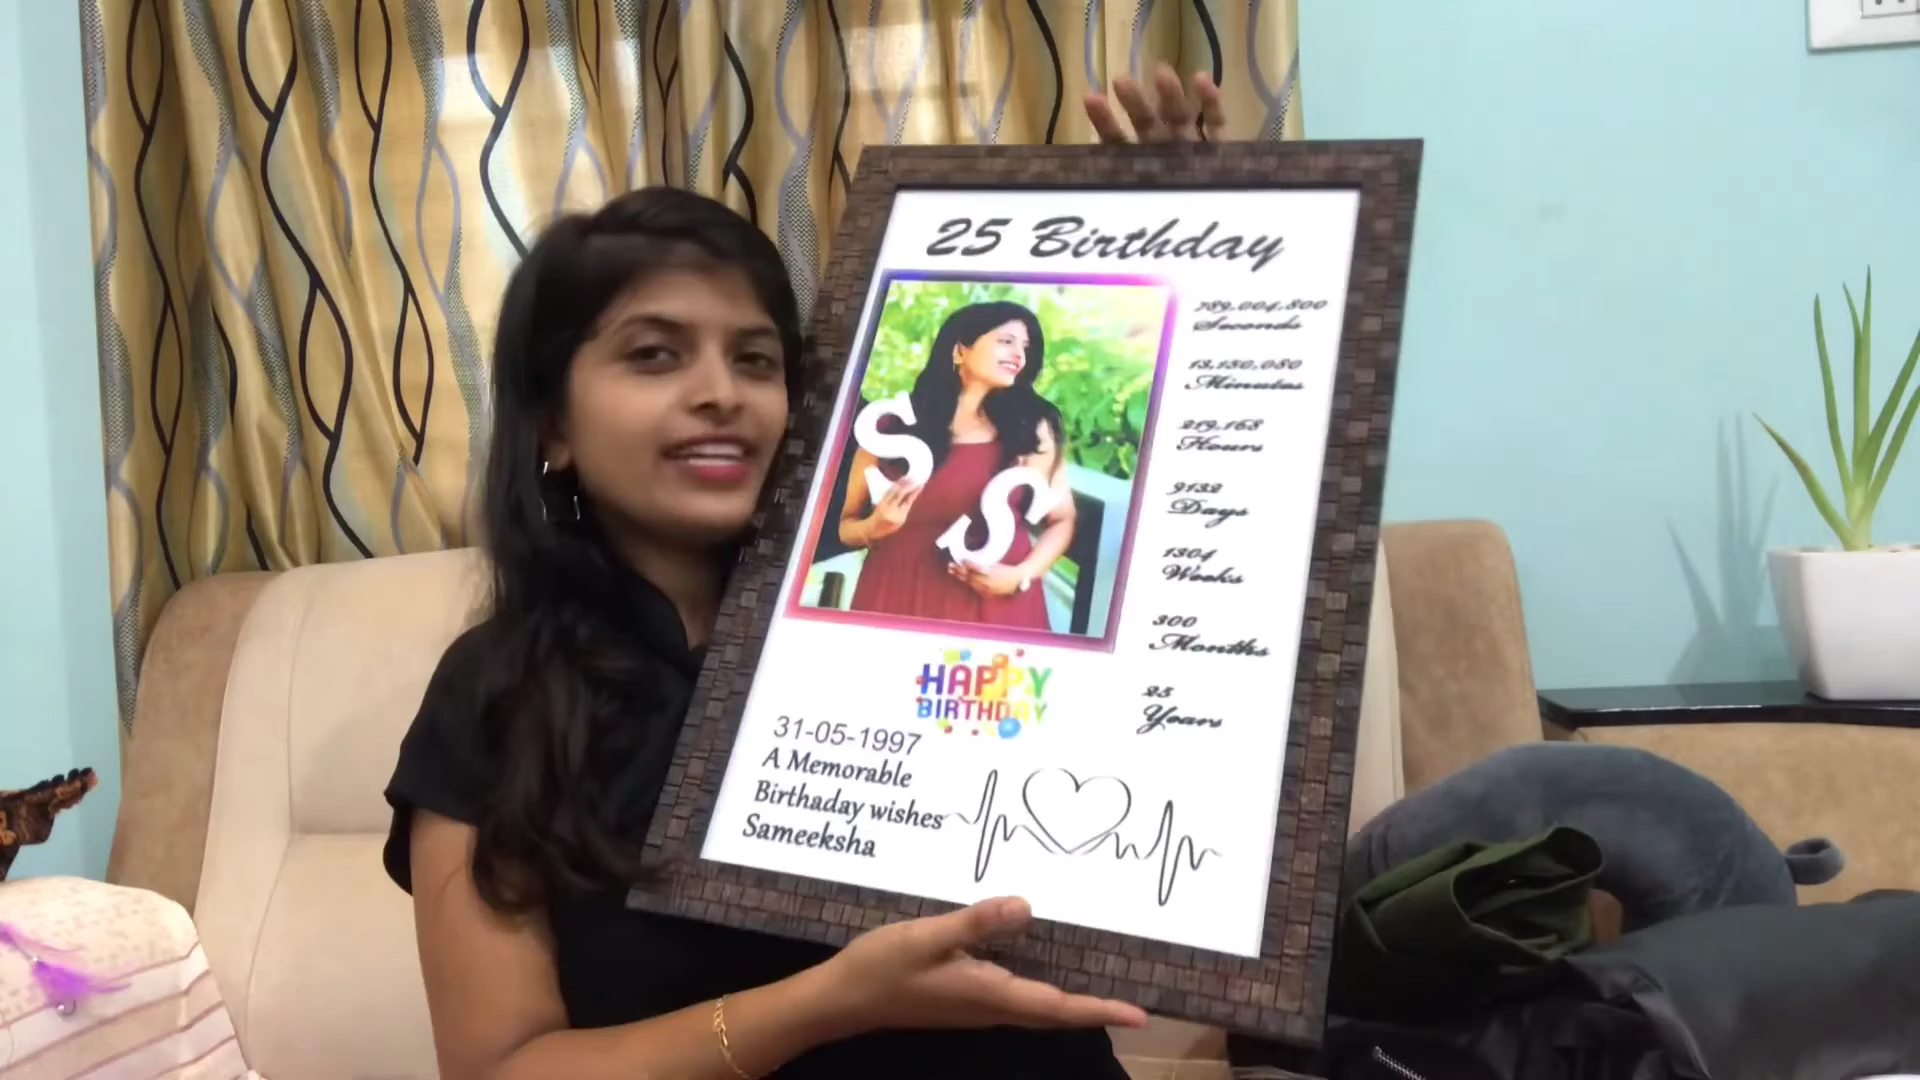 25 Birthday
S
S
789,004,800
Seconds
13,150,080
Minutes
219,168
Hours
9132
Days
1304
Weeks
300
Months
25
Years
HAPPY
BIRTHDAY
31-05-1997
A Memorable
Birthaday wishes
Sameeksha